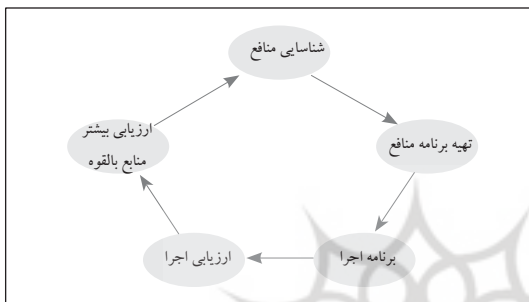 شناسایی منافع
تهیه برنامه منافع
برنامه اجرا
ارزیابی اجرا
ارزیابی بیشتر
منابع بالقوه